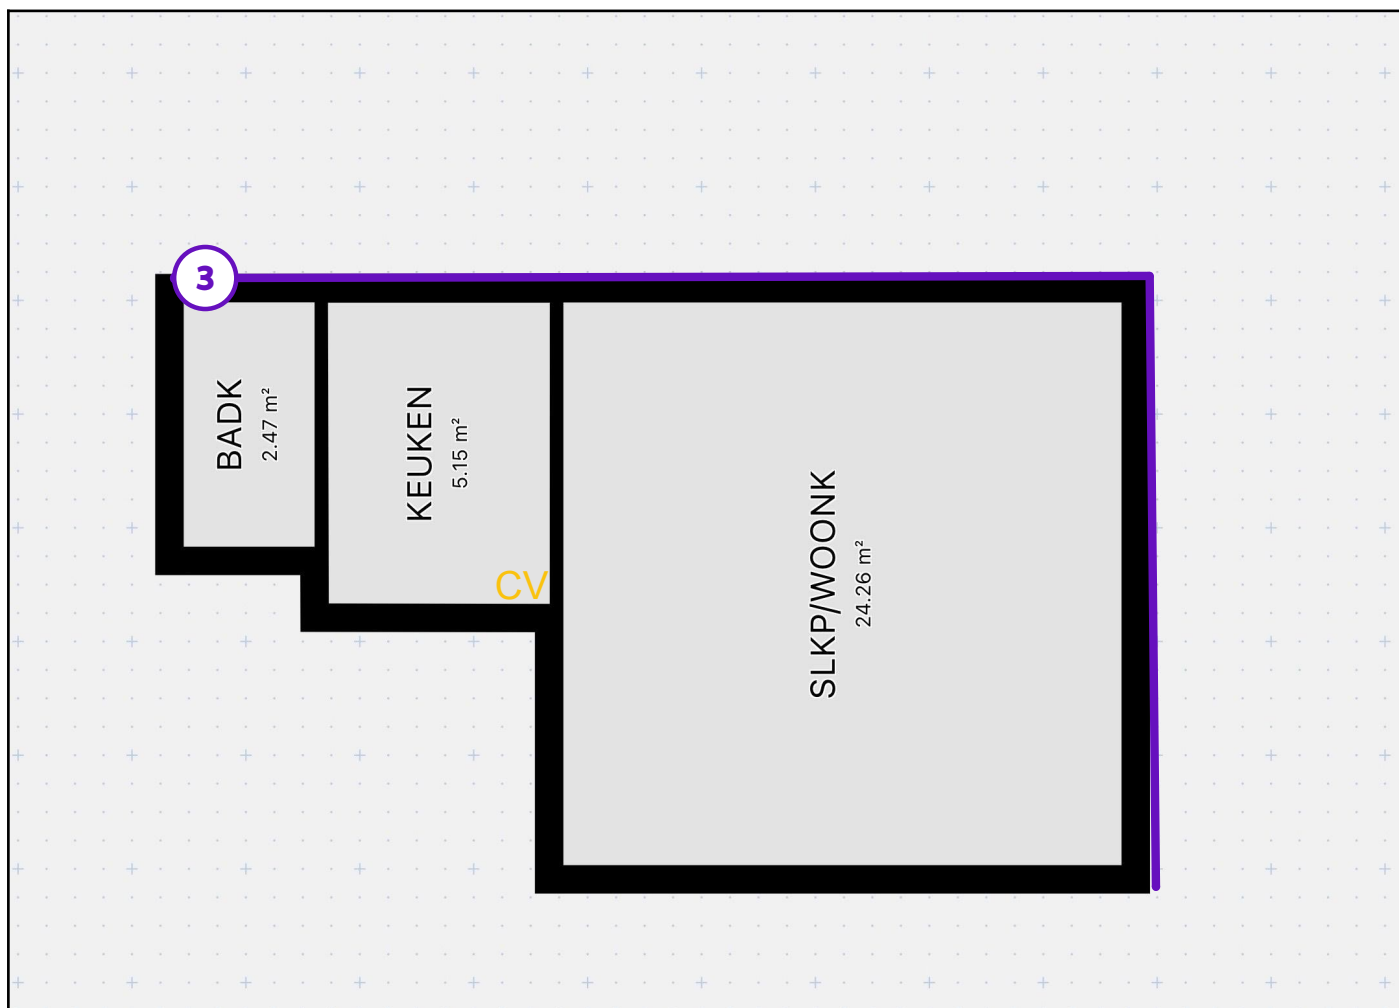 3
BADK
2.47 m²
KEUKEN
5.15 m²
CV
SLKP/WOONK
24.26 m²